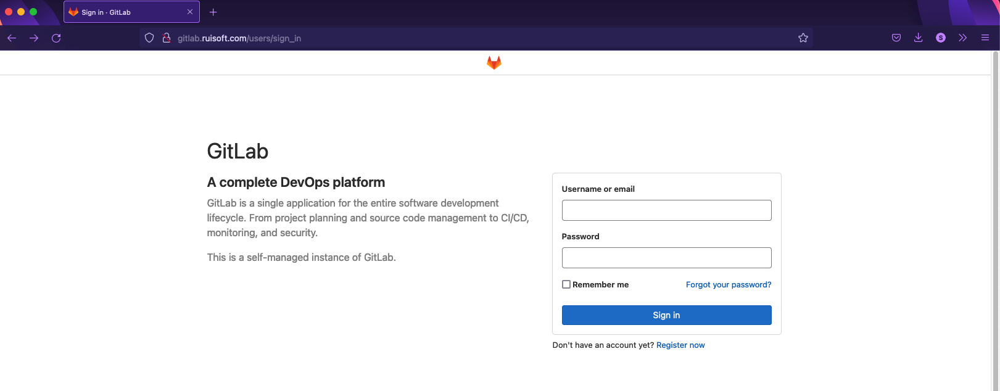 Sign in · GitLab
gitlab.ruisoft.com/users/sign_in
S
GitLab
A complete DevOps platform
GitLab is a single application for the entire software development
lifecycle. From project planning and source code management to CI/CD,
monitoring, and security.
This is a self-managed instance of GitLab.
Username or email
Password
Remember me
Forgot your password?
Sign in
Don't have an account yet? Register now